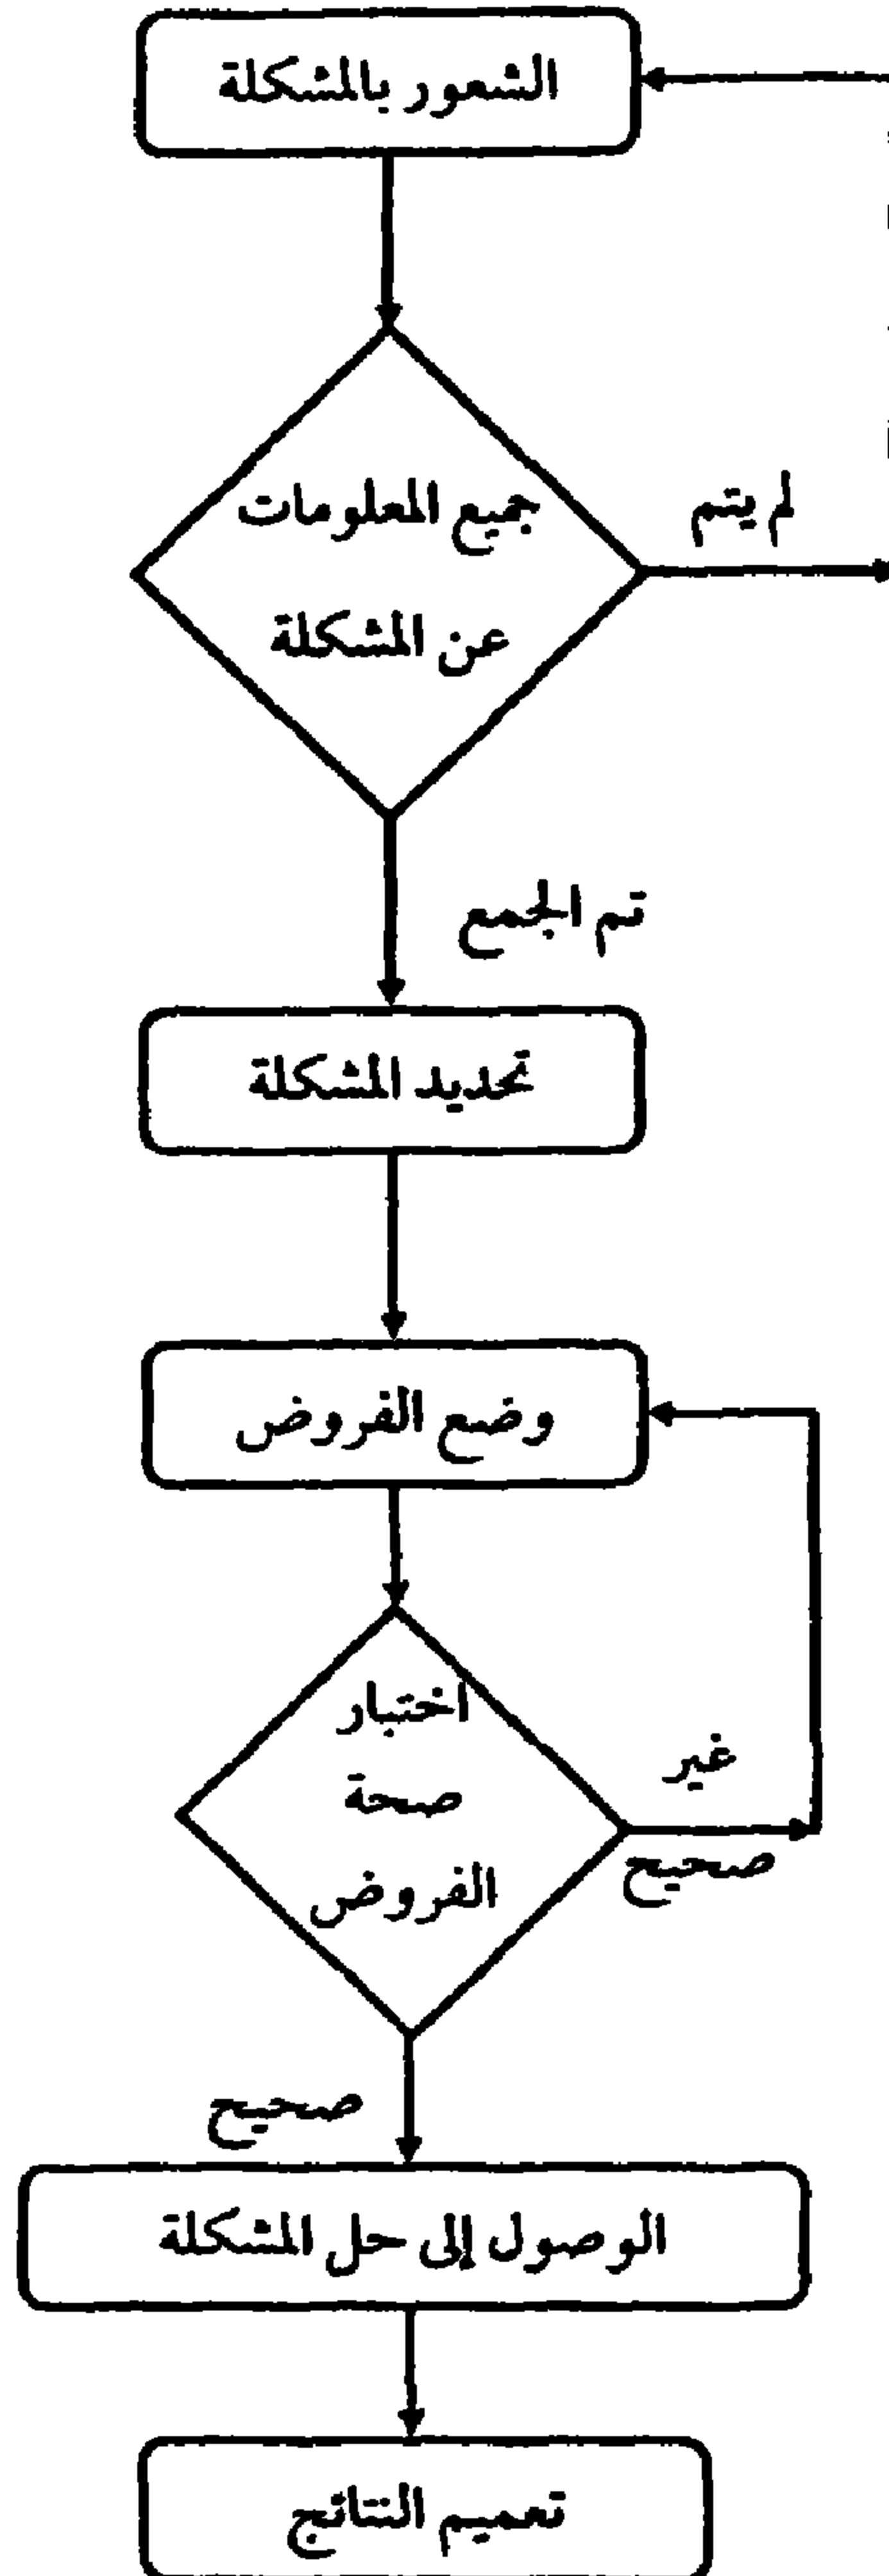 الشعور بالمشكلة
جميع المعلومات
عن المشكلة
لم يتم
تم الجمع
تحديد المشكلة
وضع الفروض
اختبار
صحة
الفروض
غير
صحيح
صحيح
الوصول إلى حل المشكلة
تعميم النتائج